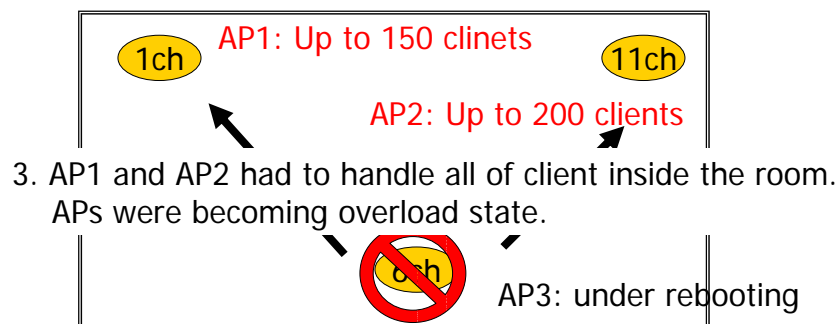 1ch
AP1: Up to 150 clinets
11ch
AP2: Up to 200 clients
3. AP1 and AP2 had to handle all of client inside the room.
APs were becoming overload state.
6ch
AP3: under rebooting